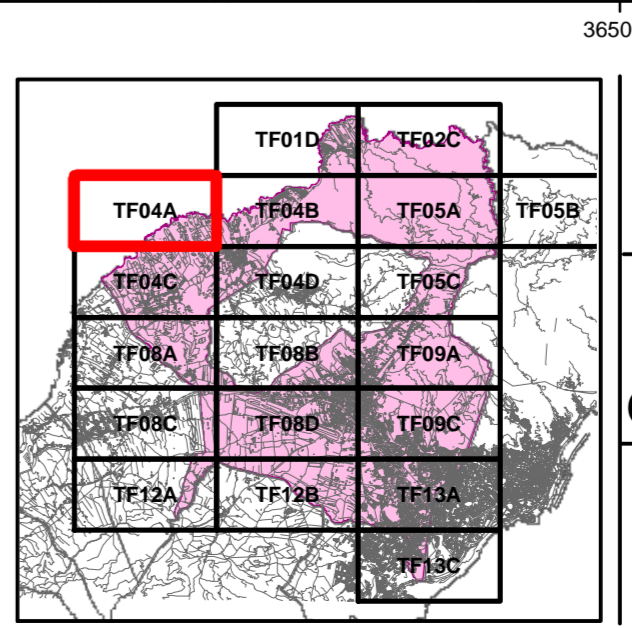 3650
TF01D TF02C
TF04A TF04B TF05A TF05B
TF04C TF04D TF05C
TF08A TF08B TF09A
TF08C TF08D TF09C
TF12A TF12B TF13A
TF13C